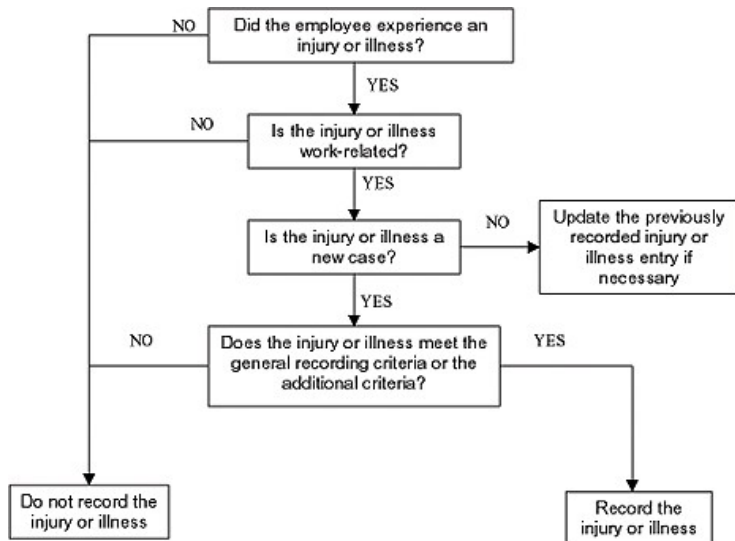 NO
Did the employee experience an
injury or illness?
YES
NO
Is the injury or illness
work-related?
YES
Is the injury or illness a
new case?
NO
Update the previously
recorded injury or
illness entry if
necessary
YES
NO
Does the injury or illness meet the
general recording criteria or the
additional criteria?
YES
Do not record the
injury or illness
Record the
injury or illness